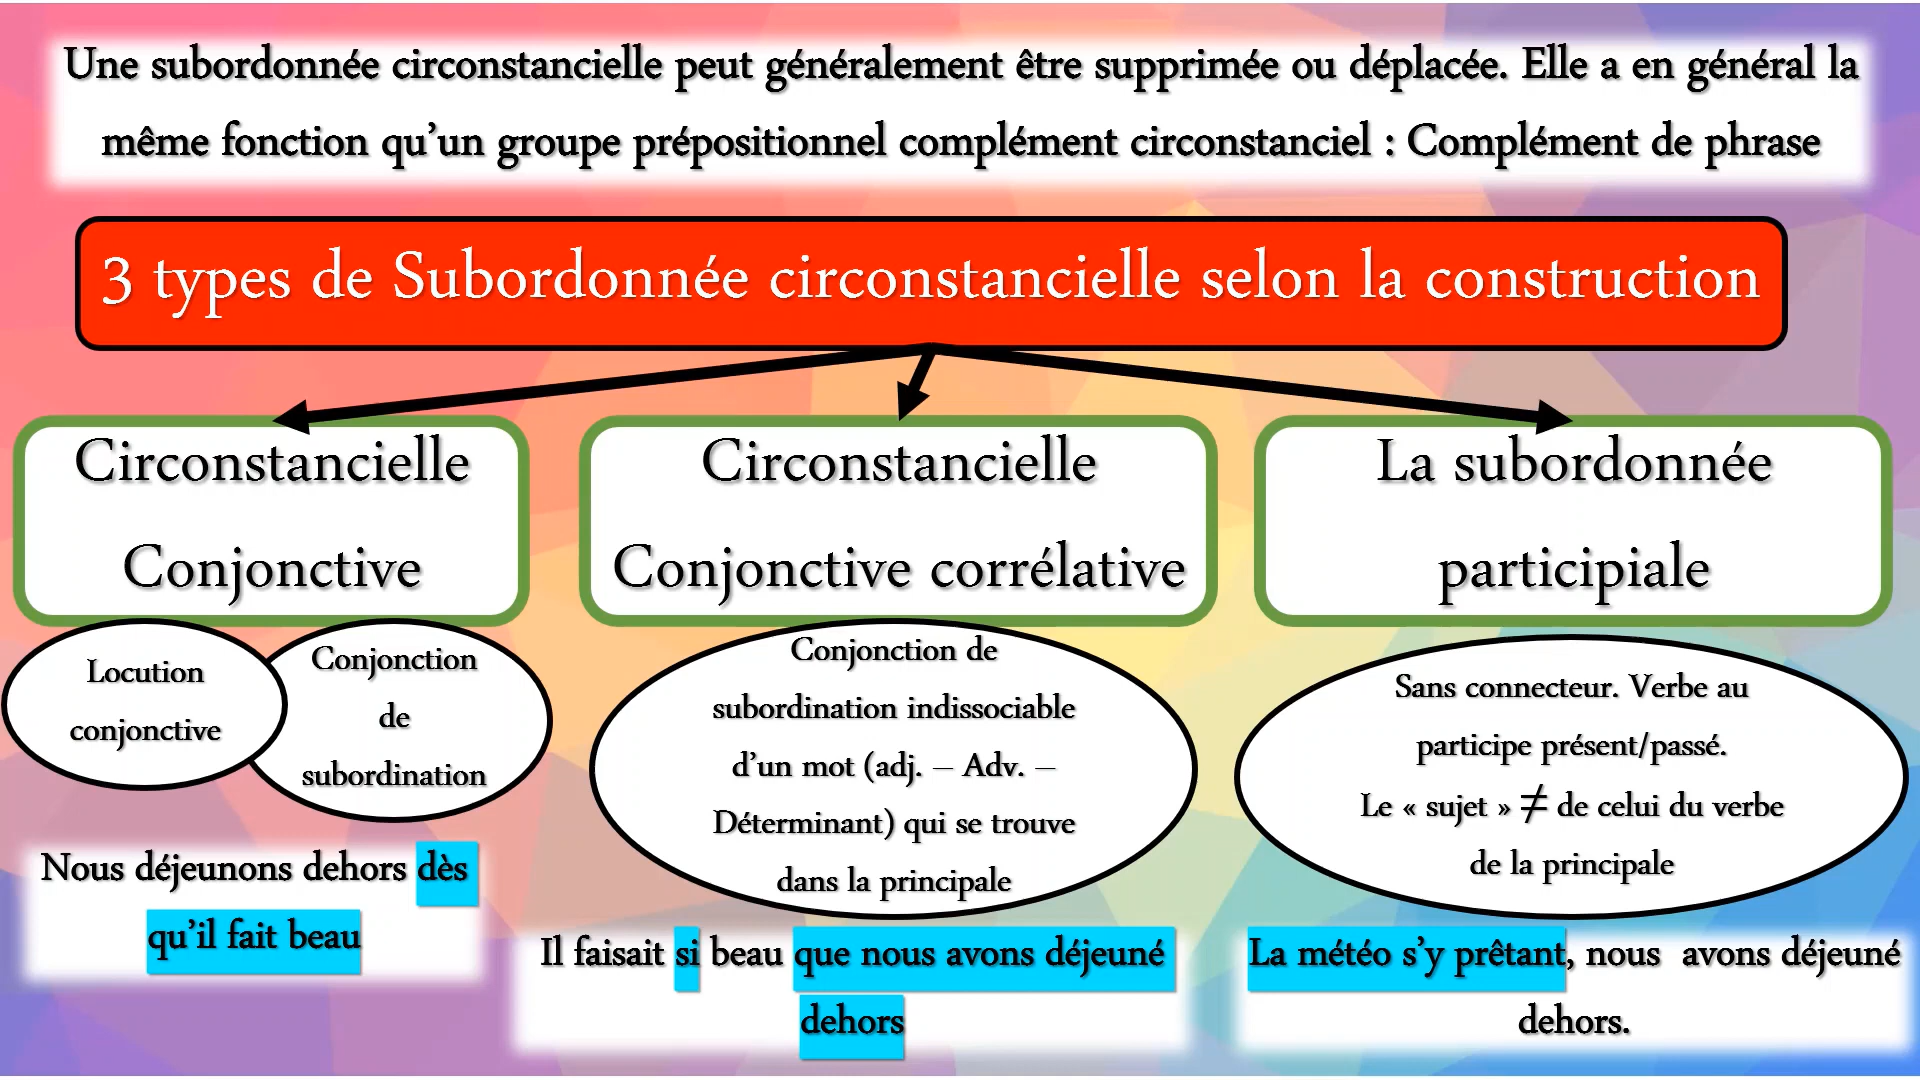 Une subordonnée circonstancielle peut généralement être supprimée ou déplacée. Elle a en général la
même fonction qu’un groupe prépositionnel complément circonstanciel : Complément de phrase
3 types de Subordonnée circonstancielle selon la construction
Circonstancielle
Conjonctive
Locution
conjonctive
Conjonction
de
subordination
Nous déjeunons dehors dès
qu’il fait beau
Circonstancielle
Conjonctive corrélative
Conjonction de
subordination indissociable
d’un mot (adj. – Adv. –
Déterminant) qui se trouve
dans la principale
Il faisait si beau que nous avons déjeuné
dehors
La subordonnée
participiale
Sans connecteur. Verbe au
participe présent/passé.
Le « sujet » ≠ de celui du verbe
de la principale
La météo s’y prêtant, nous avons déjeuné
dehors.